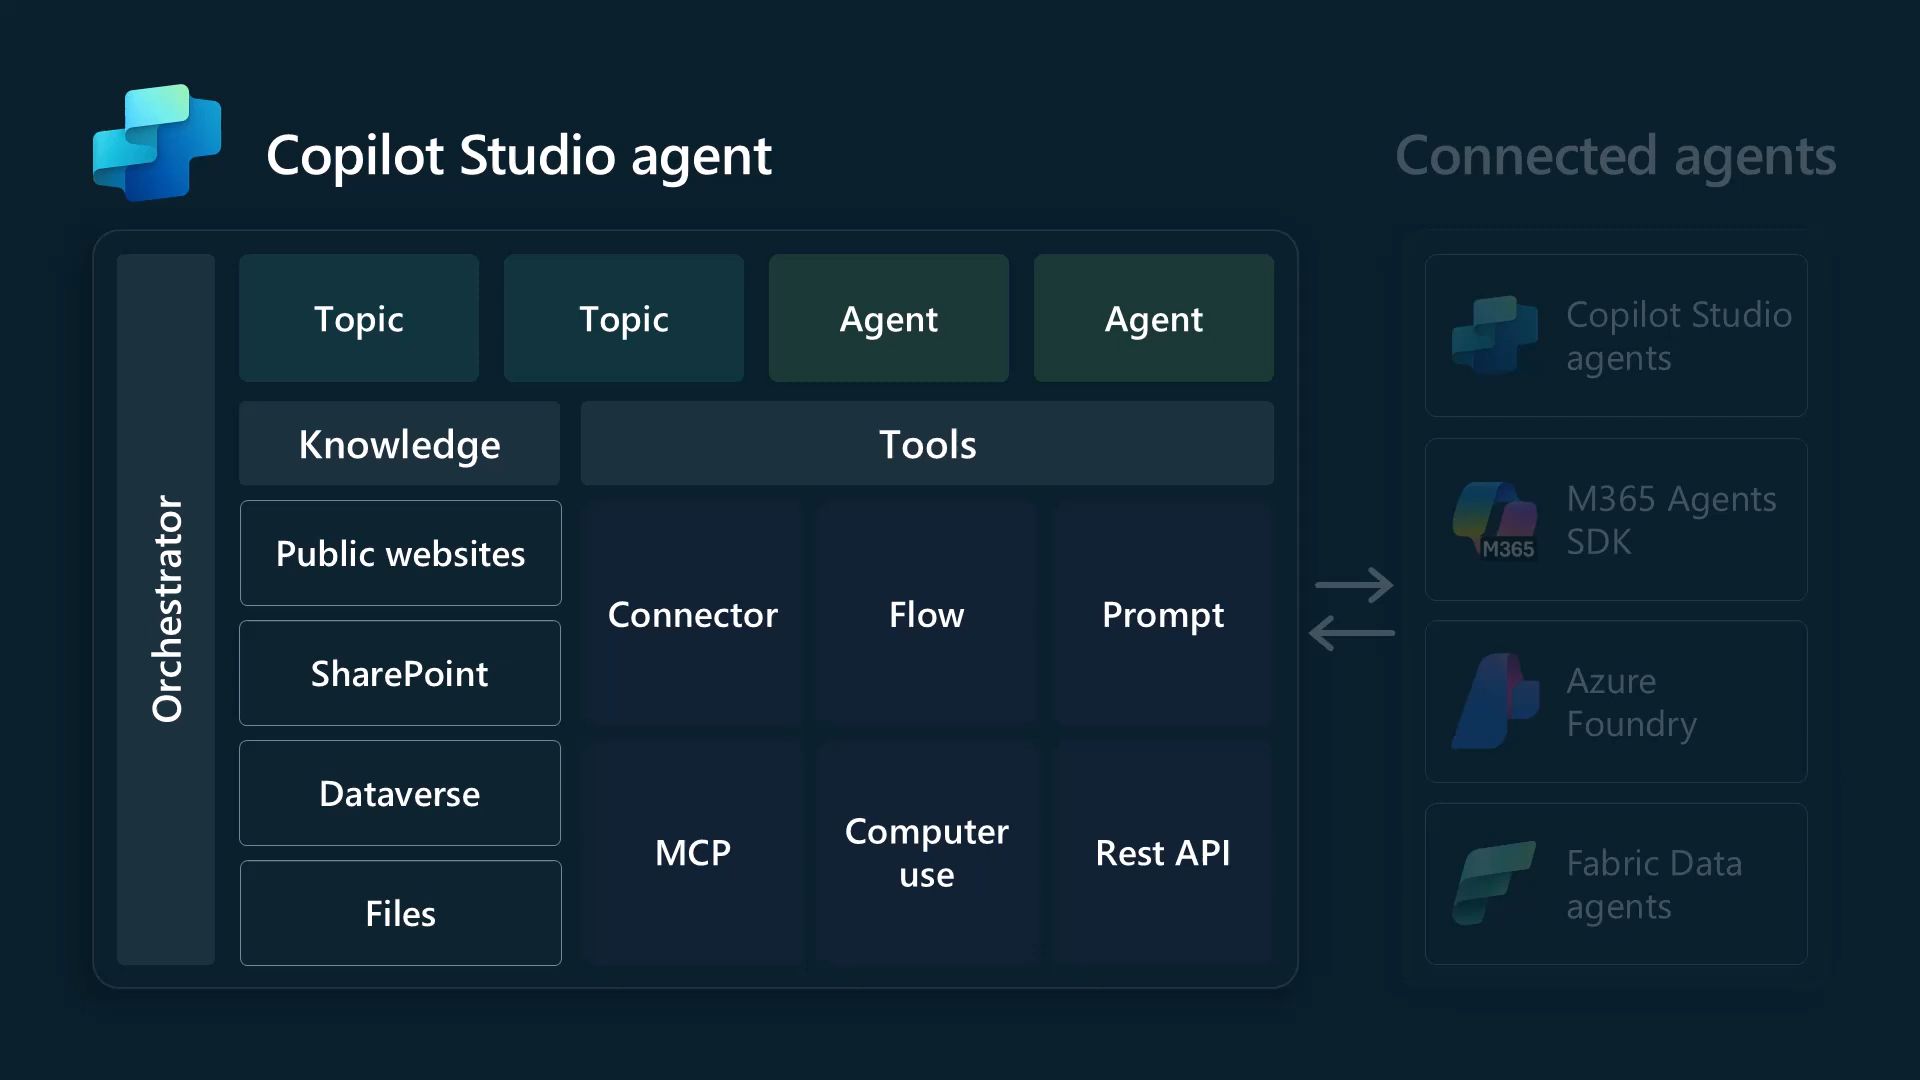 Copilot Studio agent
Connected agents
Orchestrator
Topic
Topic
Agent
Agent
Knowledge
Tools
Public websites
SharePoint
Dataverse
Files
Connector
Flow
Prompt
MCP
Computer
use
Rest API
Copilot Studio
agents
M365
M365 Agents
SDK
Azure
Foundry
Fabric Data
agents